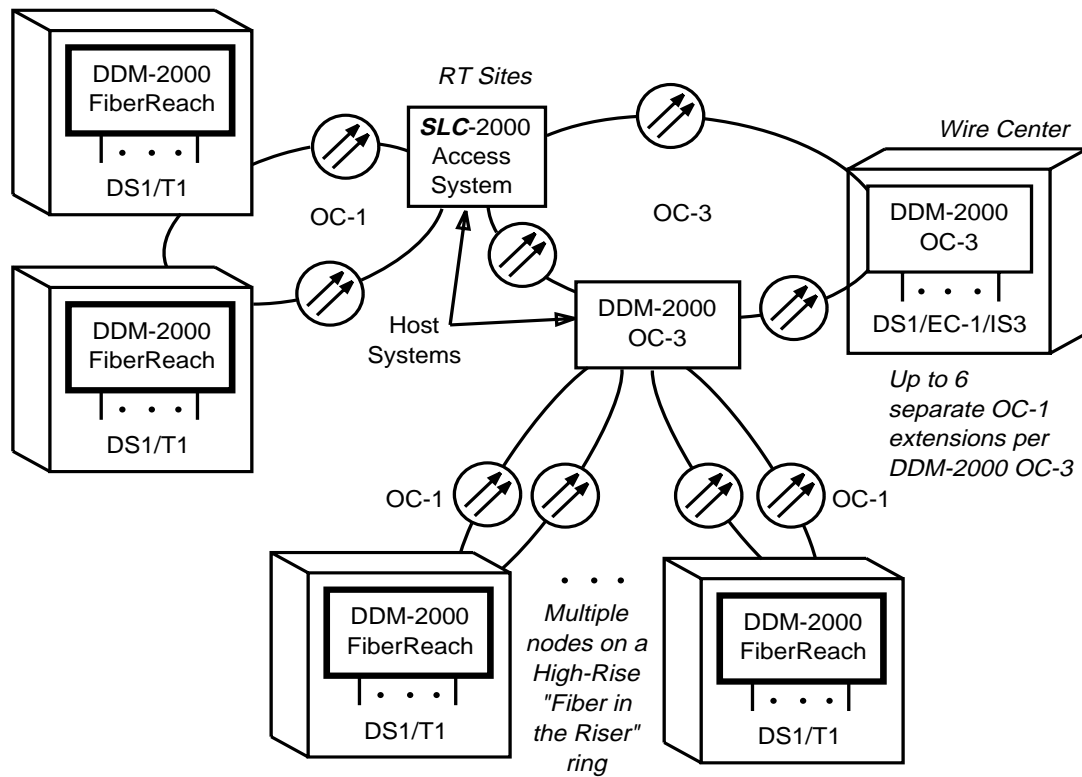 DDM-2000
FiberReach
DS1/T1
RT Sites
SLC-2000
Access
System
Wire Center
DDM-2000
OC-3
DS1/EC-1/IS3
OC-1
OC-3
DDM-2000
FiberReach
DS1/T1
Host
Systems
DDM-2000
OC-3
Up to 6
separate OC-1
extensions per
DDM-2000 OC-3
OC-1
OC-1
DDM-2000
FiberReach
DS1/T1
Multiple
nodes on a
High-Rise
"Fiber in
the Riser"
ring
DDM-2000
FiberReach
DS1/T1